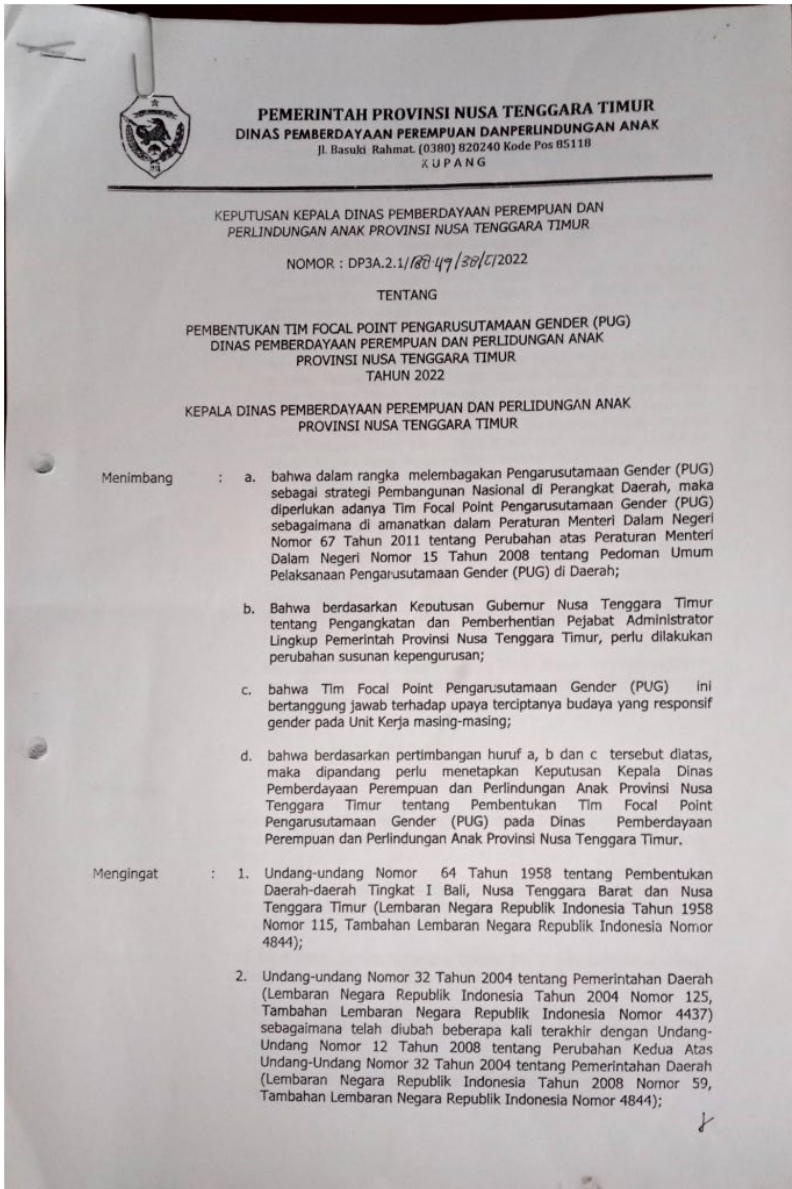 PEMERINTAH PROVINSI NUSA TENGGARA TIMUR
DINAS PEMBERDAYAAN PEREMPUAN DANPERLINDUNGAN ANAK
Jl. Basuki Rahmat. (0380) 820240 Kode Pos 85118
KUPANG
KEPUTUSAN KEPALA DINAS PEMBERDAYAAN PEREMPUAN DAN
PERLINDUNGAN ANAK PROVINSI NUSA TENGGARA TIMUR
NOMOR : DP3A.2.1/ /2022
TENTANG
PEMBENTUKAN TIM FOCAL POINT PENGARUSUTAMAAN GENDER (PUG)
DINAS PEMBERDAYAAN PEREMPUAN DAN PERLIDUNGAN ANAK
PROVINSI NUSA TENGGARA TIMUR
TAHUN 2022
KEPALA DINAS PEMBERDAYAAN PEREMPUAN DAN PERLIDUNGAN ANAK
PROVINSI NUSA TENGGARA TIMUR
Menimbang : a. bahwa dalam rangka melembagakan Pengarusutamaan Gender (PUG)
sebagai strategi Pembangunan Nasional di Perangkat Daerah, maka
diperlukan adanya Tim Focal Point Pengarusutamaan Gender (PUG)
sebagaimana di amanatkan dalam Peraturan Menteri Dalam Negeri
Nomor 67 Tahun 2011 tentang Perubahan atas Peraturan Menteri
Dalam Negeri Nomor 15 Tahun 2008 tentang Pedoman Umum
Pelaksanaan Pengarusutamaan Gender (PUG) di Daerah;
b. Bahwa berdasarkan Keputusan Gubernur Nusa Tenggara Timur
tentang Pengangkatan dan Pemberhentian Pejabat Administrator
Lingkup Pemerintah Provinsi Nusa Tenggara Timur, perlu dilakukan
perubahan susunan kepengurusan;
c. bahwa Tim Focal Point Pengarusutamaan Gender (PUG) ini
bertanggung jawab terhadap upaya terciptanya budaya yang responsif
gender pada Unit Kerja masing-masing;
d. bahwa berdasarkan pertimbangan huruf a, b dan c tersebut diatas,
maka dipandang perlu menetapkan Keputusan Kepala Dinas
Pemberdayaan Perempuan dan Perlindungan Anak Provinsi Nusa
Tenggara Timur tentang Pembentukan Tim Focal Point
Pengarusutamaan Gender (PUG) pada Dinas Pemberdayaan
Perempuan dan Perlindungan Anak Provinsi Nusa Tenggara Timur.
Mengingat : 1. Undang-undang Nomor 64 Tahun 1958 tentang Pembentukan
Daerah-daerah Tingkat I Bali, Nusa Tenggara Barat dan Nusa
Tenggara Timur (Lembaran Negara Republik Indonesia Tahun 1958
Nomor 115, Tambahan Lembaran Negara Republik Indonesia Nomor
4844);
2. Undang-undang Nomor 32 Tahun 2004 tentang Pemerintahan Daerah
(Lembaran Negara Republik Indonesia Tahun 2004 Nomor 125,
Tambahan Lembaran Negara Republik Indonesia Nomor 4437)
sebagaimana telah diubah beberapa kali terakhir dengan Undang-
Undang Nomor 12 Tahun 2008 tentang Perubahan Kedua Atas
Undang-Undang Nomor 32 Tahun 2004 tentang Pemerintahan Daerah
(Lembaran Negara Republik Indonesia Tahun 2008 Nomor 59,
Tambahan Lembaran Negara Republik Indonesia Nomor 4844);